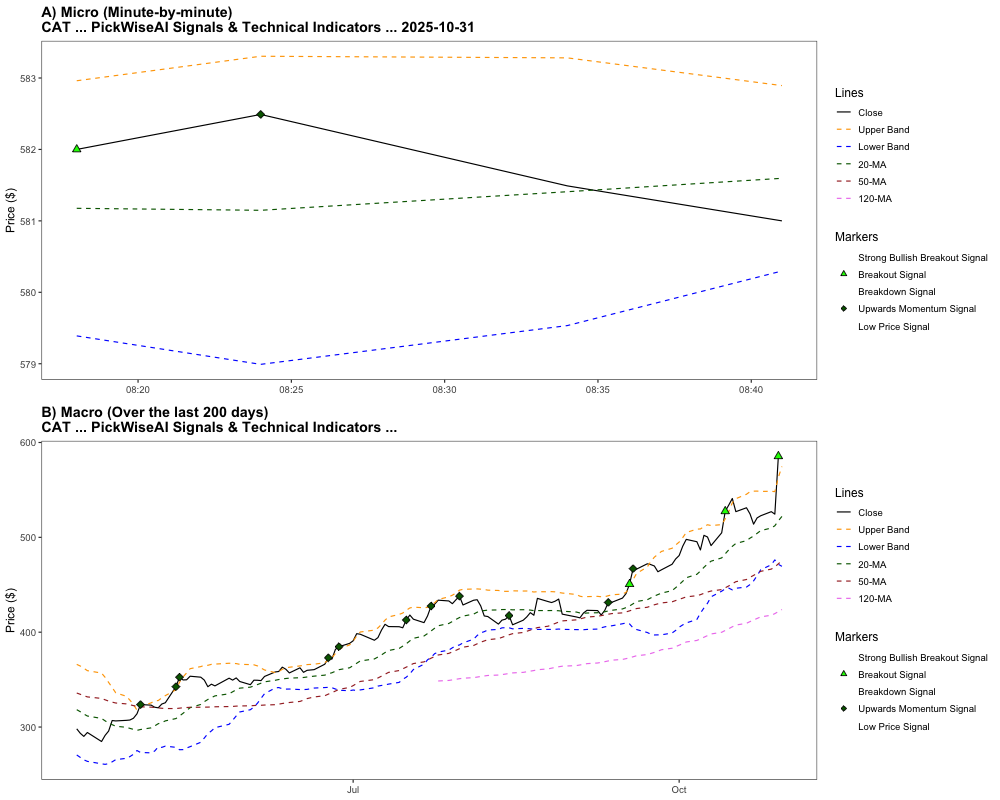 A) Micro (Minute-by-minute)
CAT ... PickWiseAI Signals & Technical Indicators ... 2025-10-31
Price ($)
583
582
581
580
579
08:20
08:25
08:30
08:35
08:40
Lines
Close
Upper Band
Lower Band
20-MA
50-MA
120-MA
Markers
Strong Bullish Breakout Signal
Breakout Signal
Breakdown Signal
Upwards Momentum Signal
Low Price Signal
B) Macro (Over the last 200 days)
CAT ... PickWiseAI Signals & Technical Indicators ...
Price ($)
600
500
400
300
Jul
Oct
Lines
Close
Upper Band
Lower Band
20-MA
50-MA
120-MA
Markers
Strong Bullish Breakout Signal
Breakout Signal
Breakdown Signal
Upwards Momentum Signal
Low Price Signal